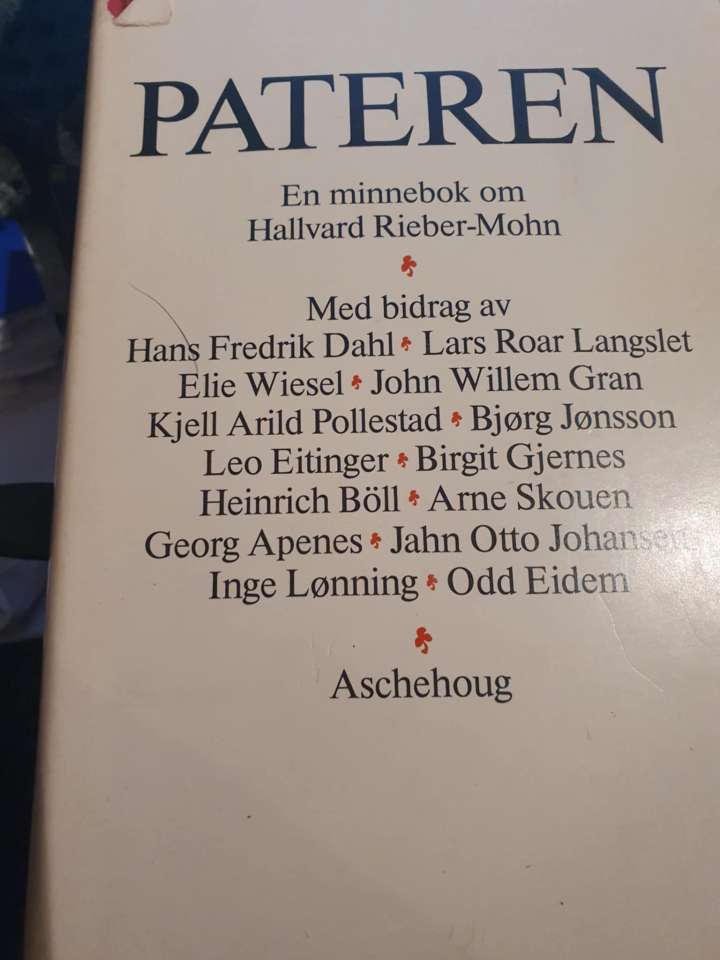 PATEREN
En minnebok om
Hallvard Rieber-Mohn
Med bidrag av
Hans Fredrik Dahl Lars Roar Langslet
Elie Wiesel John Willem Gran
Kjell Arild Pollestad Bjørg Jønsson
Leo Eitinger Birgit Gjernes
Heinrich Böll Arne Skouen
Georg Apenes Jahn Otto Johansen
Inge Lønning Odd Eidem
Aschehoug